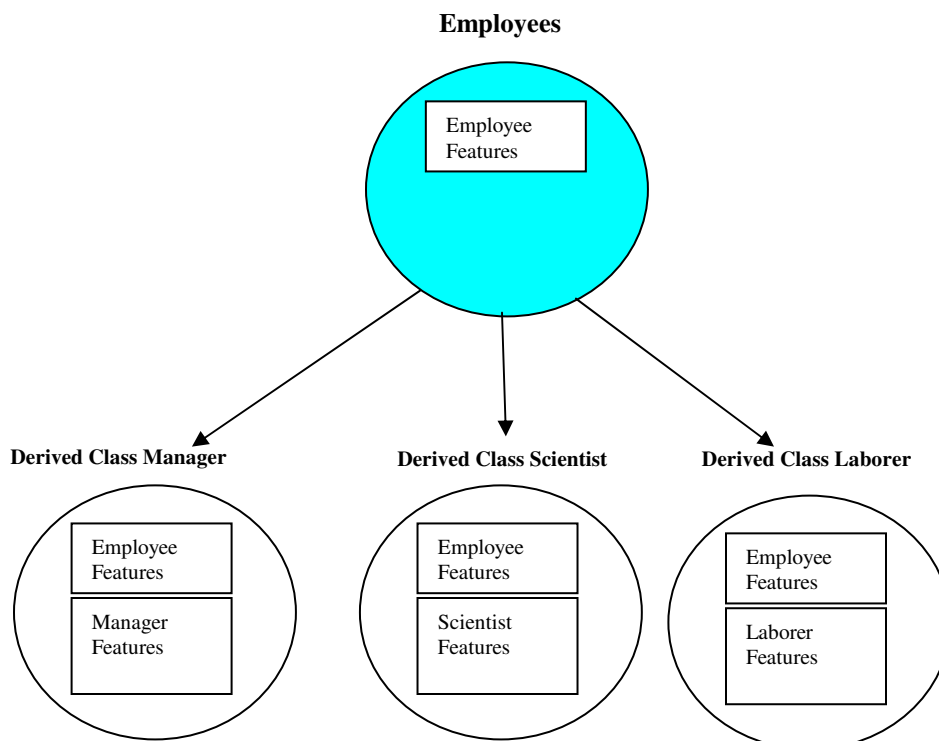 Employees
Employee
Features
Derived Class Manager
Derived Class Scientist
Derived Class Laborer
Employee
Features
Manager
Features
Employee
Features
Scientist
Features
Employee
Features
Laborer
Features